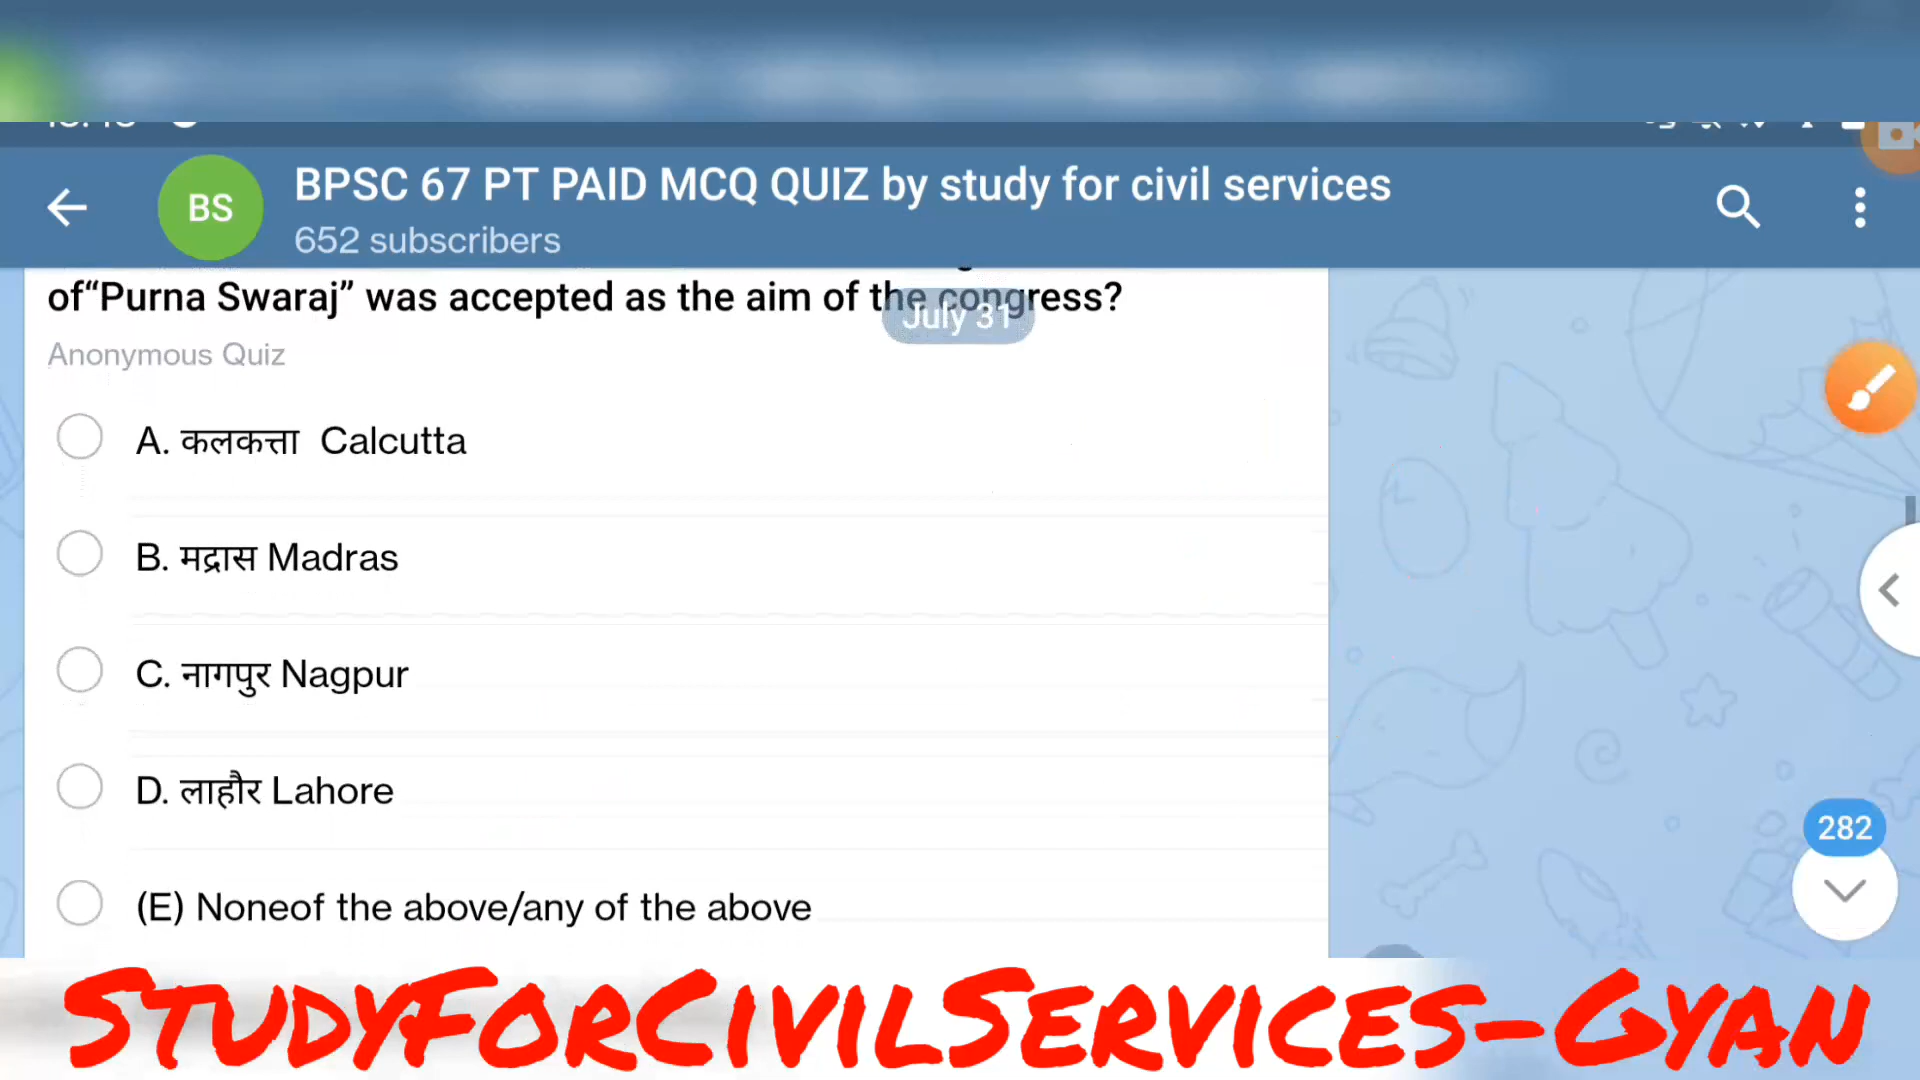 BS
BPSC 67 PT PAID MCQ QUIZ by study for civil services
652 subscribers
of“Purna Swaraj” was accepted as the aim of the congress?
July 31
Anonymous Quiz
A. कलकत्ता Calcutta
B. मद्रास Madras
C. नागपुर Nagpur
D. लाहौर Lahore
282
(E) Noneof the above/any of the above
StudyForCivilServices-Gyan